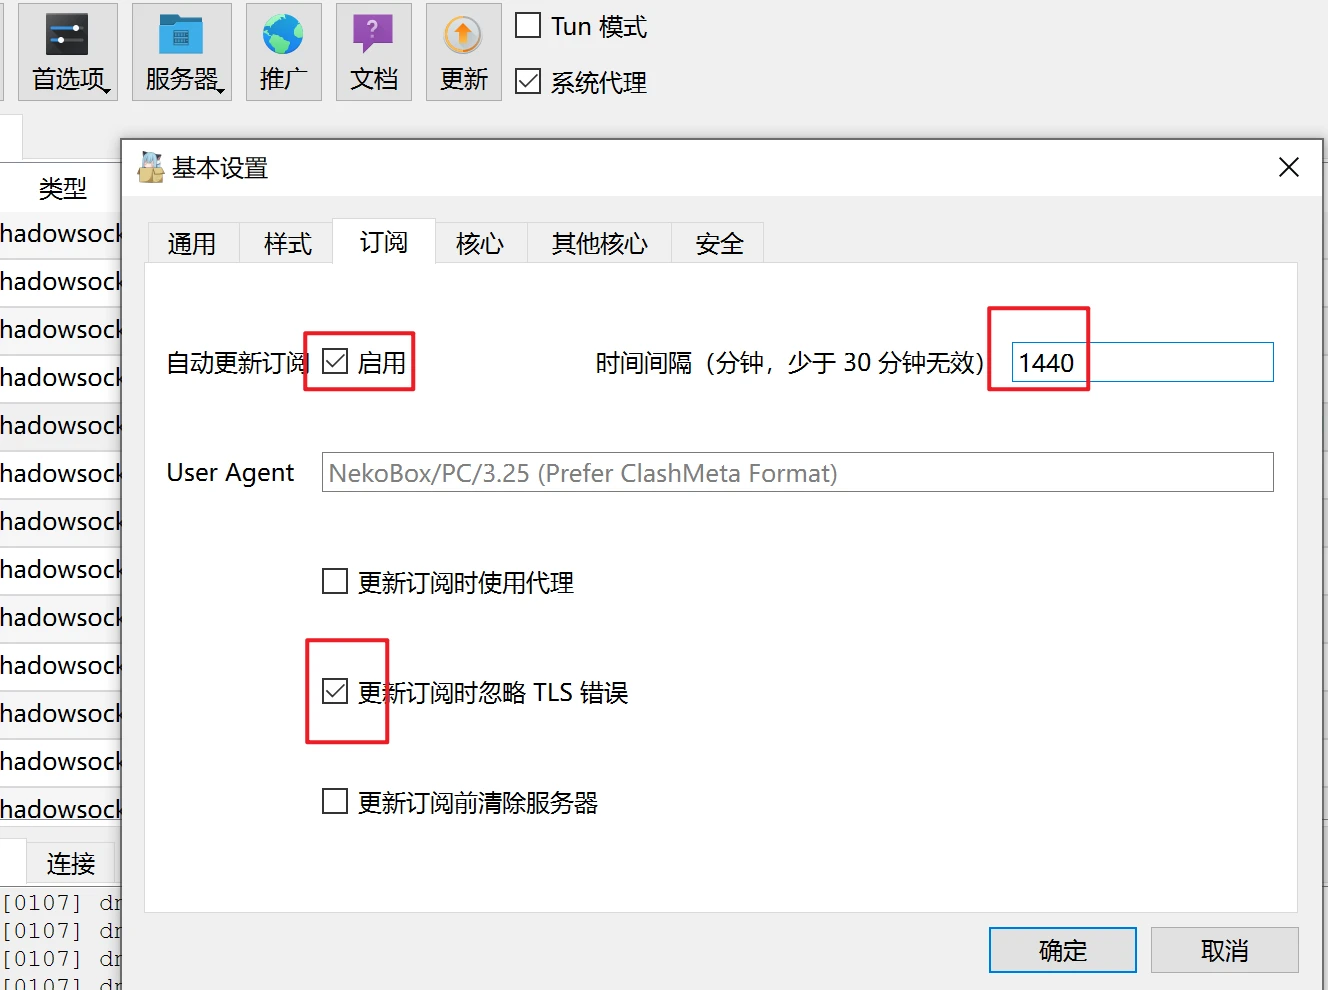 首选项
服务器
推广
文档
更新
Tun 模式
系统代理
基本设置
类型
hadowsock
hadowsock
hadowsock
hadowsock
hadowsock
hadowsock
hadowsock
hadowsock
hadowsock
hadowsock
hadowsock
hadowsock
hadowsock
通用 样式 订阅 核心 其他核心 安全
自动更新订阅 启用 时间间隔（分钟，少于 30 分钟无效） 1440
User Agent NekoBox/PC/3.25 (Prefer ClashMeta Format)
更新订阅时使用代理
更新订阅时忽略 TLS 错误
更新订阅前清除服务器
连接
[0107] dn
[0107] dn
[0107] dn
[0107] dn
确定 取消